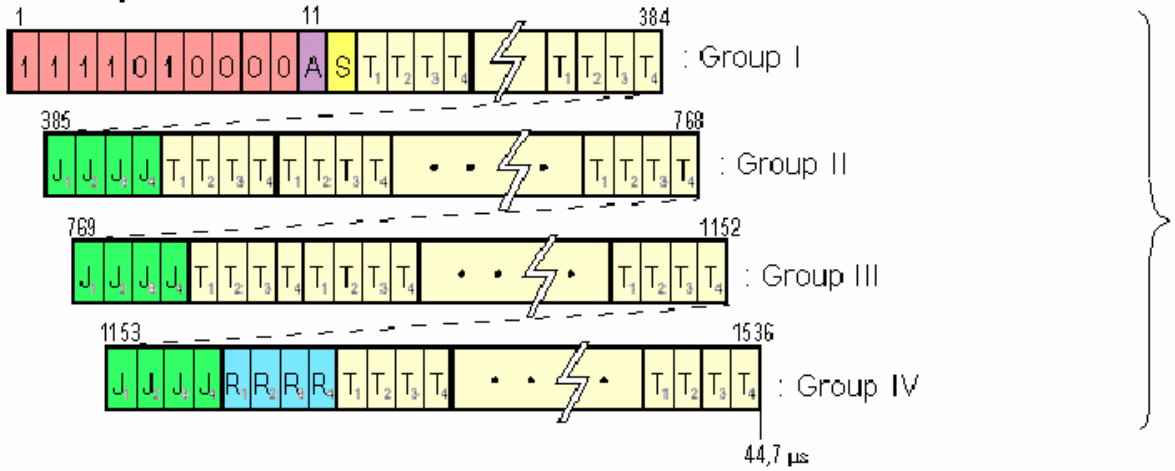 1 11 384
1 1 1 1 0 1 0 0 0 0 A S T1 T2 T3 T4 T1 T2 T3 T4 : Group I
385 768
J1 J2 J3 J4 T1 T2 T3 T4 T1 T2 T3 T4 • • • T1 T2 T3 T4 : Group II
769 1152
J1 J2 J3 J4 T1 T2 T3 T4 T1 T2 T3 T4 • • • T1 T2 T3 T4 : Group III
1153 1536
J1 J2 J3 J4 R1 R2 R3 R4 T1 T2 T3 T4 • • • T1 T2 T3 T4 : Group IV
44,7 µs